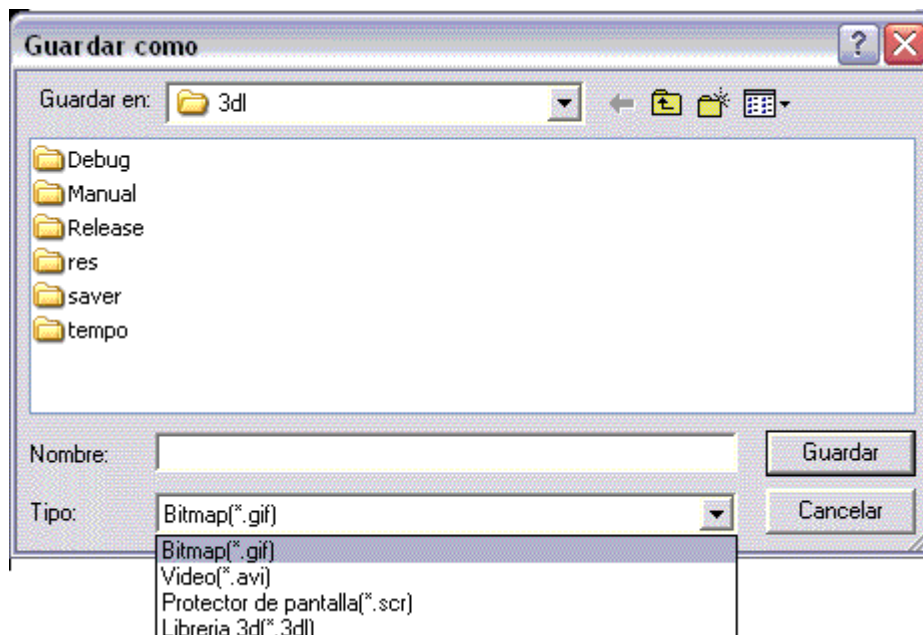 Guardar como
Guardar en: 3dl
Debug
Manual
Release
res
saver
tempo
Nombre: Guardar
Tipo: Bitmap(*.gif) Cancelar
Bitmap(*.gif)
Video(*.avi)
Protector de pantalla(*.scr)
Libreria 3d(*.3dl)